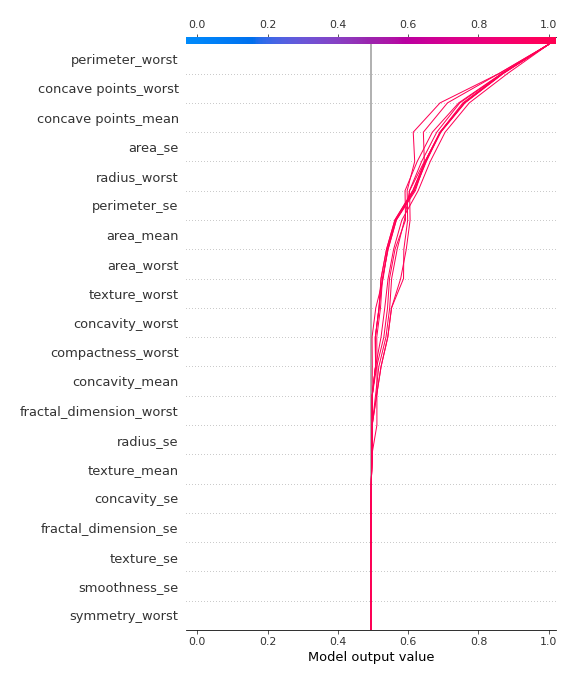 0.0 0.2 0.4 0.6 0.8 1.0
perimeter_worst
concave points_worst
concave points_mean
area_se
radius_worst
perimeter_se
area_mean
area_worst
texture_worst
concavity_worst
compactness_worst
concavity_mean
fractal_dimension_worst
radius_se
texture_mean
concavity_se
fractal_dimension_se
texture_se
smoothness_se
symmetry_worst
0.0 0.2 0.4 0.6 0.8 1.0
Model output value